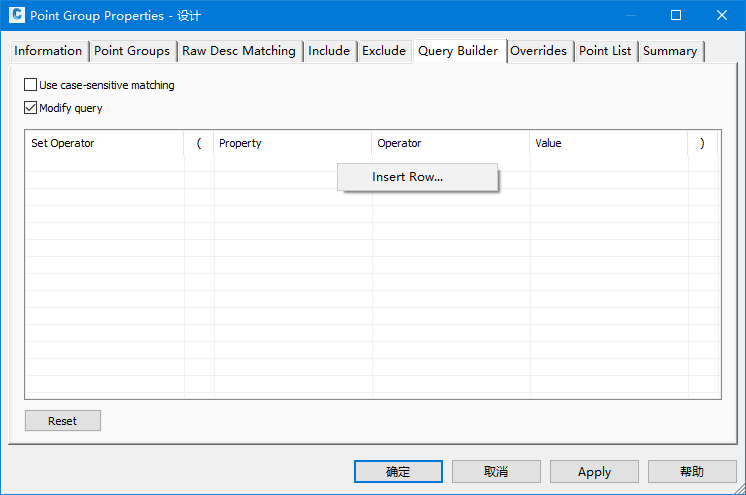 Point Group Properties - 设计
Information Point Groups Raw Desc Matching Include Exclude Query Builder Overrides Point List Summary
Use case-sensitive matching
Modify query
Set Operator ( Property Operator Value )
Insert Row...
Reset
确定 取消 Apply 帮助